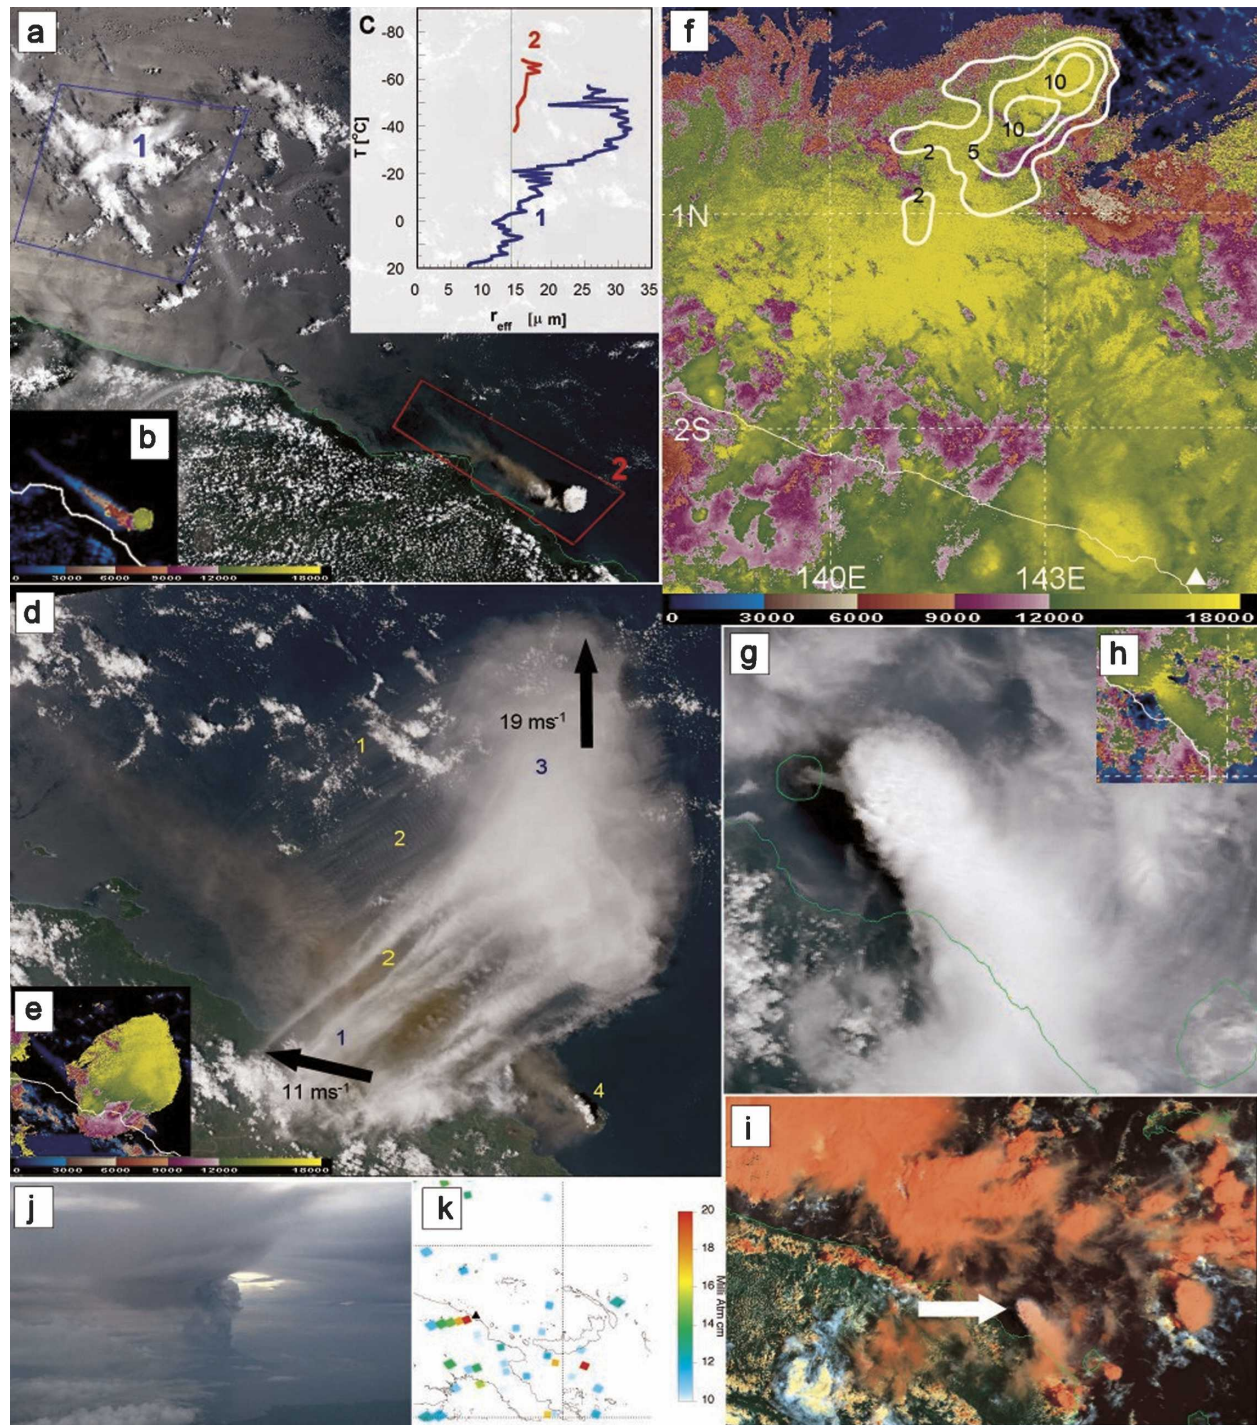 a
1
2
b
0 3000 6000 9000 12000 18000
c
-80
-60
-40
-20
0
20
T [°C]
2
1
0 5 10 15 20 25 30 35
r eff [μ m]
f
10
10
2
5
2
1N
2S
140E 143E
0 3000 6000 9000 12000 18000
d
19 ms-1
1
3
2
2
1
11 ms-1
4
e
0 3000 6000 9000 12000 18000
g
h
i
j
k
20
18
16
14
12
10
Milli Atm cm